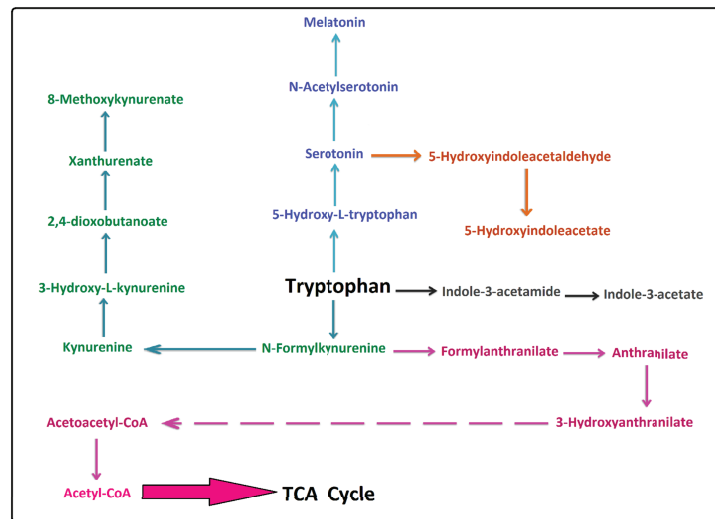 Melatonin
N-Acetylserotonin
8-Methoxykynurenate
Serotonin
5-Hydroxyindoleacetaldehyde
Xanthurenate
5-Hydroxy-L-tryptophan
2,4-dioxobutanoate
5-Hydroxyindoleacetate
3-Hydroxy-L-kynurenine
Tryptophan
Indole-3-acetamide
Indole-3-acetate
Kynurenine
N-Formylkynurenine
Formylanthranilate
Anthranilate
Acetoacetyl-CoA
3-Hydroxyanthranilate
Acetyl-CoA
TCA Cycle